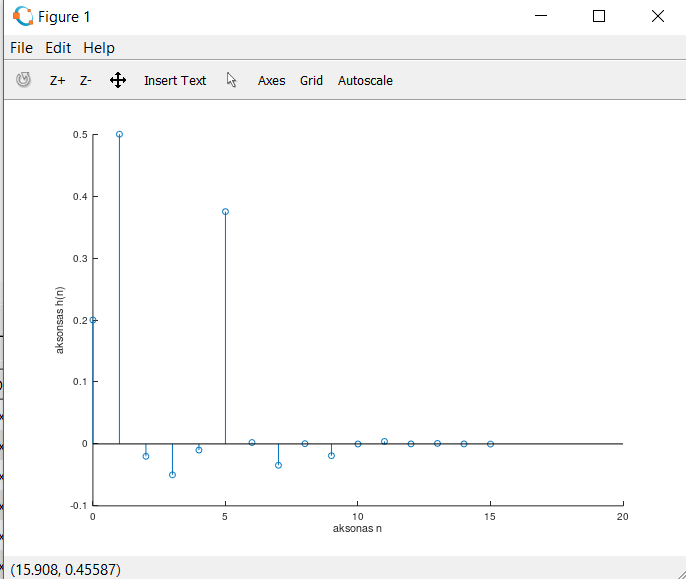 Figure 1
File Edit Help
Z+ Z- Insert Text Axes Grid Autoscale
0.5
0.4
0.3
0.2
0.1
0
-0.1
aksonsas h(n)
0 5 10 15 20
aksonas n
(15.908, 0.45587)